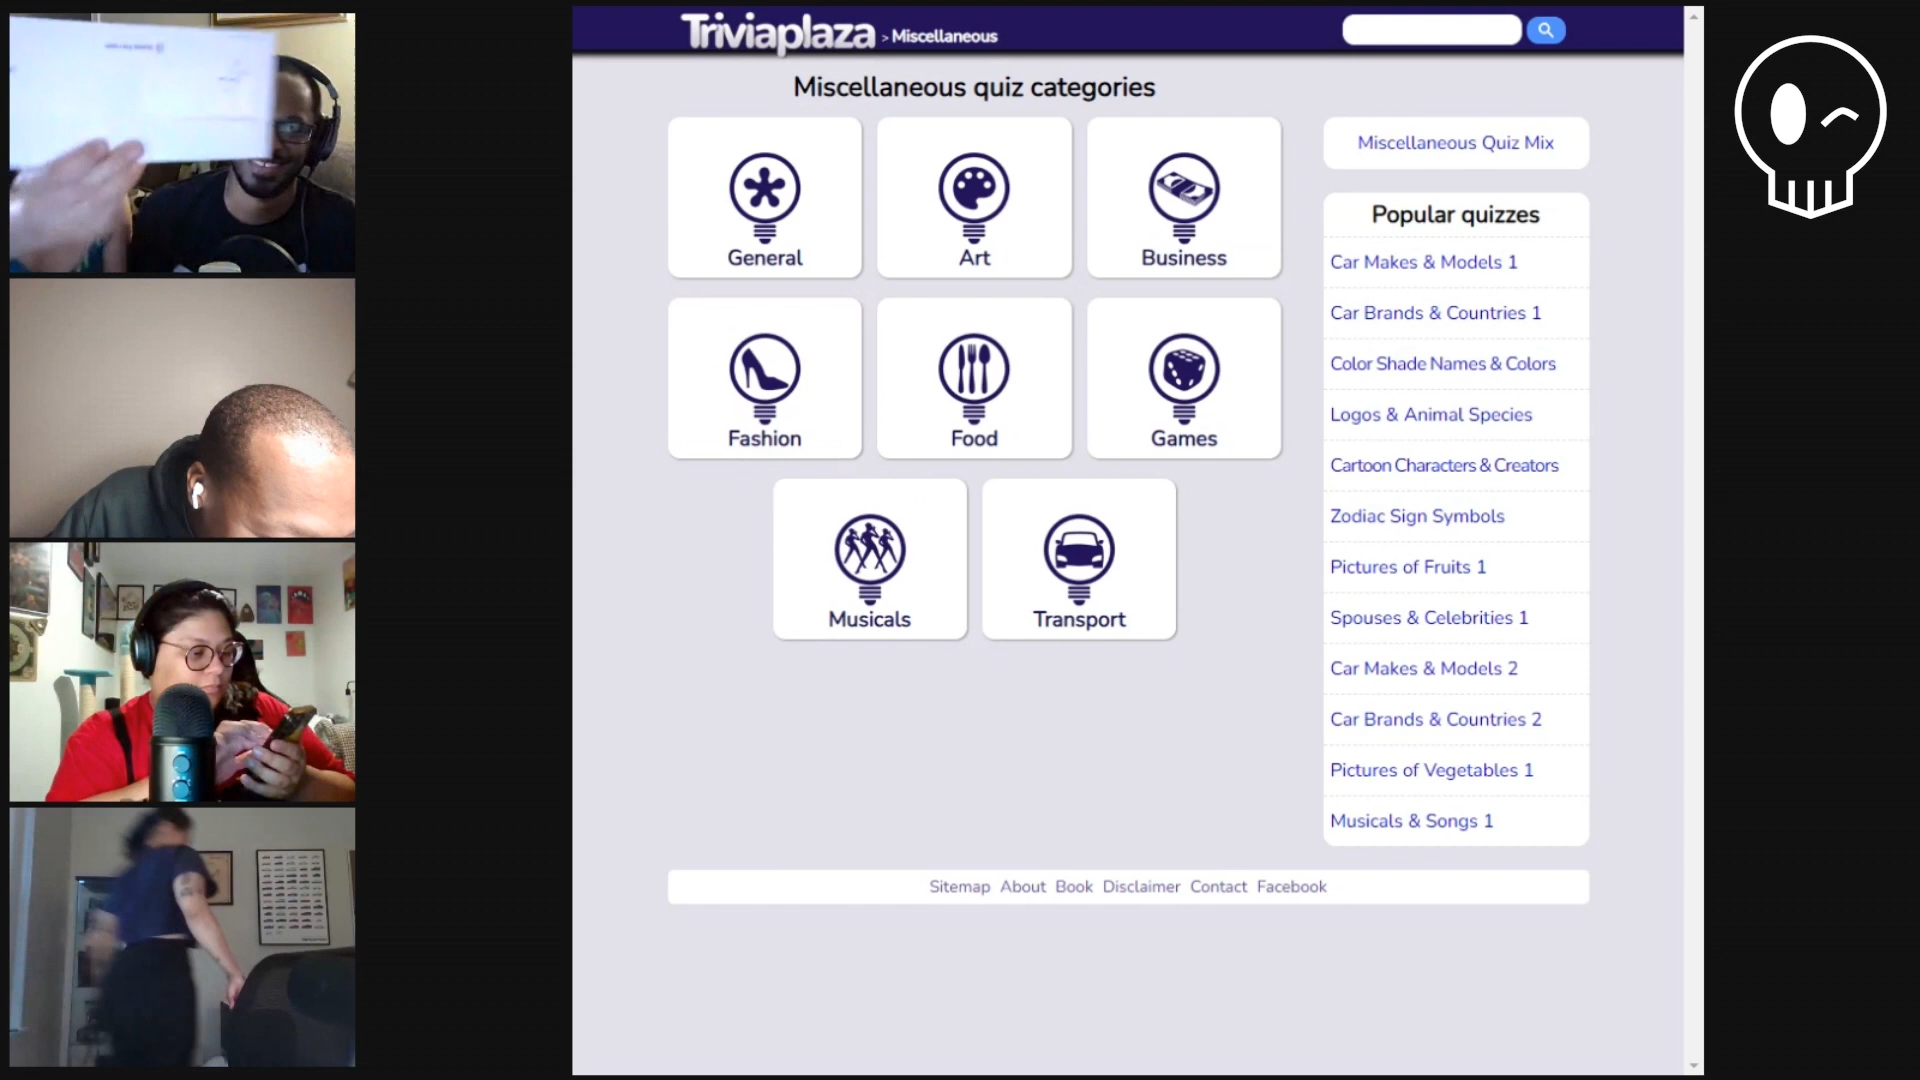 Triviaplaza > Miscellaneous
Miscellaneous quiz categories
General
Art
Business
Fashion
Food
Games
Musicals
Transport
Miscellaneous Quiz Mix
Popular quizzes
Car Makes & Models 1
Car Brands & Countries 1
Color Shade Names & Colors
Logos & Animal Species
Cartoon Characters & Creators
Zodiac Sign Symbols
Pictures of Fruits 1
Spouses & Celebrities 1
Car Makes & Models 2
Car Brands & Countries 2
Pictures of Vegetables 1
Musicals & Songs 1
Sitemap About Book Disclaimer Contact Facebook